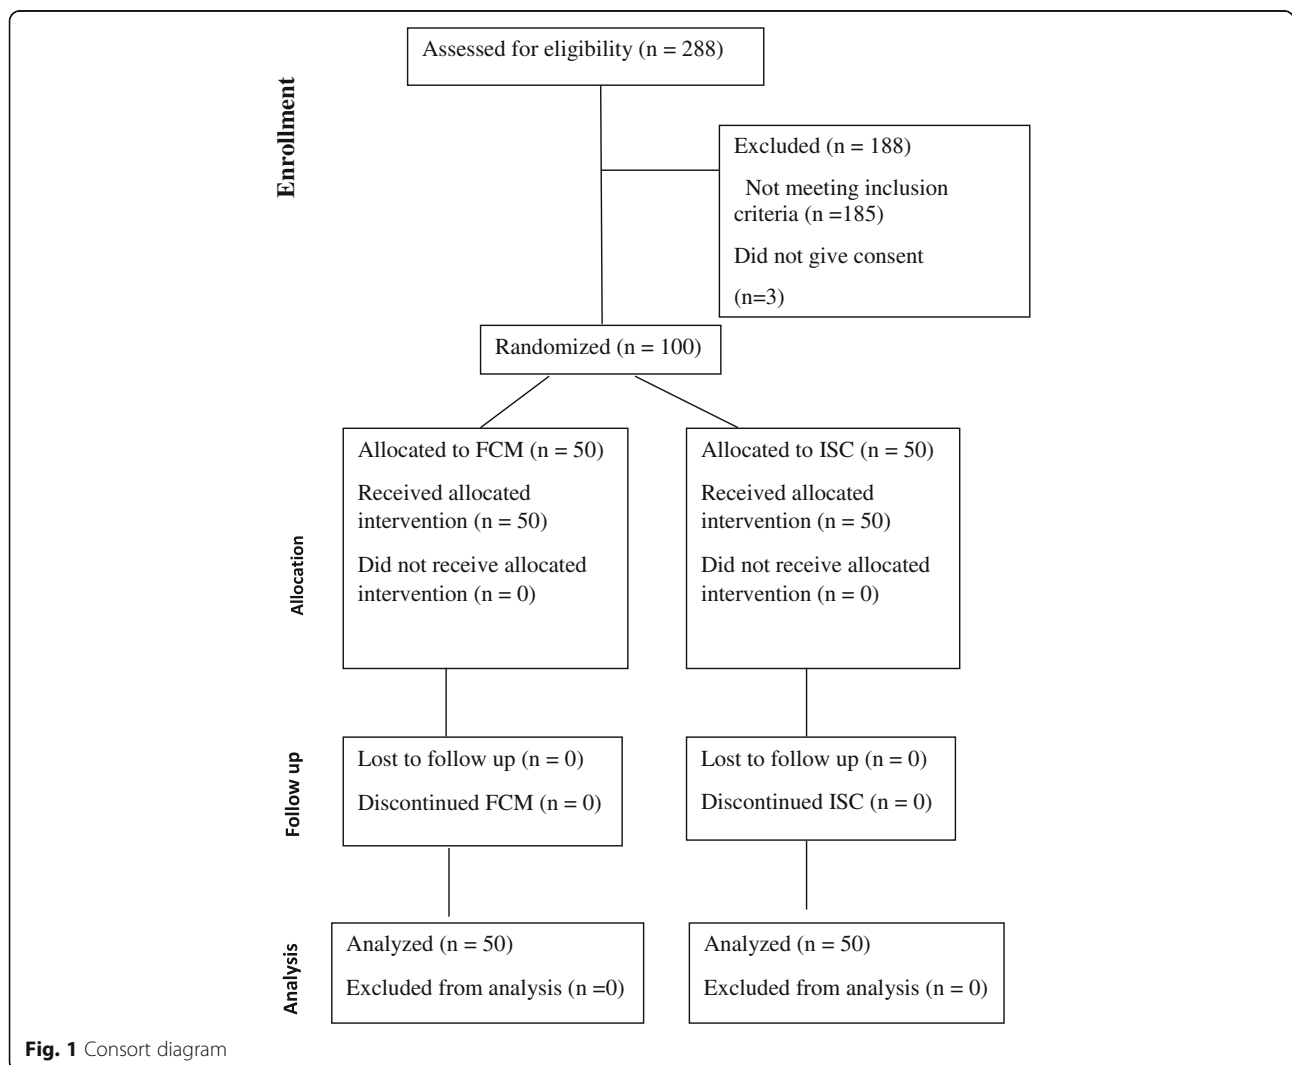 Assessed for eligibility (n = 288)
Enrollment
Excluded (n = 188)
Not meeting inclusion
criteria (n =185)
Did not give consent
(n=3)
Randomized (n = 100)
Allocated to FCM (n = 50)
Received allocated
intervention (n = 50)
Did not receive allocated
intervention (n = 0)
Allocated to ISC (n = 50)
Received allocated
intervention (n = 50)
Did not receive allocated
intervention (n = 0)
Allocation
Lost to follow up (n = 0)
Discontinued FCM (n = 0)
Lost to follow up (n = 0)
Discontinued ISC (n = 0)
Follow up
Analyzed (n = 50)
Excluded from analysis (n =0)
Analyzed (n = 50)
Excluded from analysis (n = 0)
Analysis
Fig. 1 Consort diagram